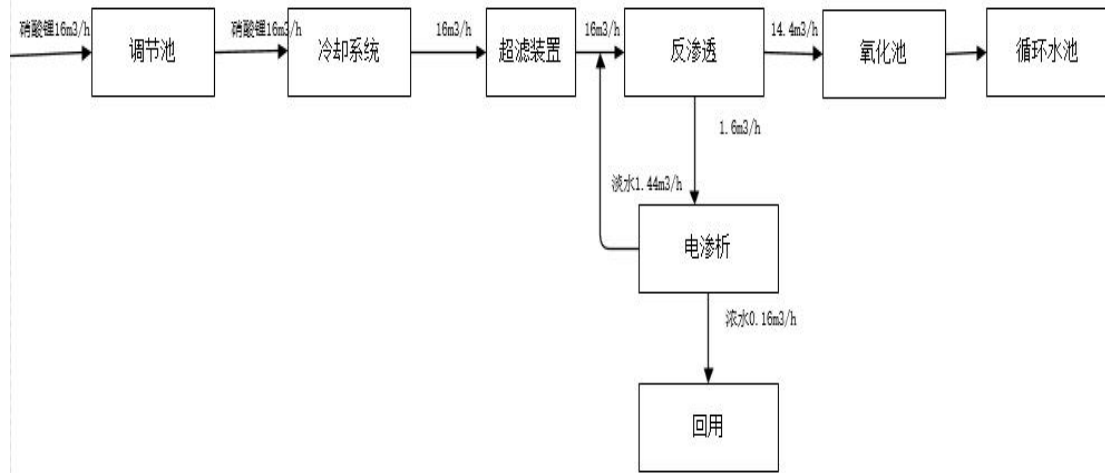 硝酸锂16m3/h
硝酸锂16m3/h
16m3/h
16m3/h
14.4m3/h
调节池
冷却系统
超滤装置
反渗透
氧化池
循环水池
1.6m3/h
淡水1.44m3/h
电渗析
浓水0.16m3/h
回用